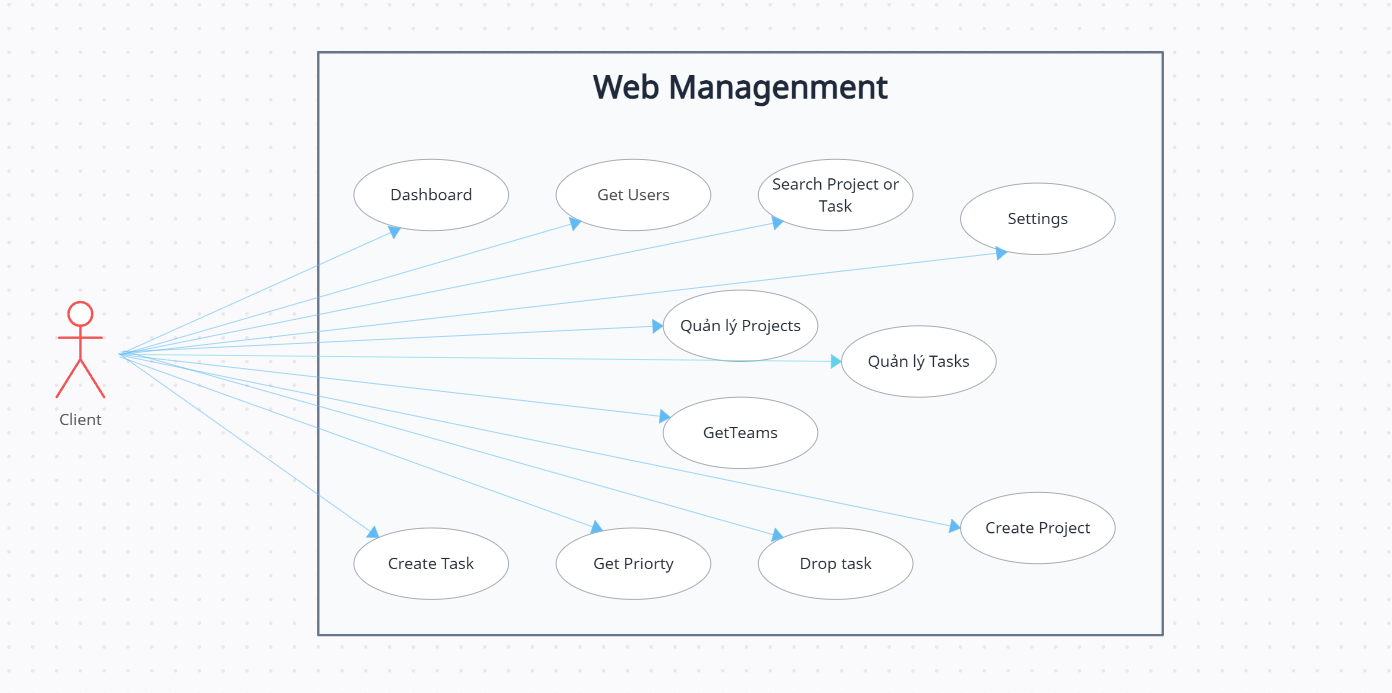 Web Managenment
Dashboard
Get Users
Search Project or
Task
Settings
Quản lý Projects
Quản lý Tasks
Client
GetTeams
Create Project
Create Task
Get Priorty
Drop task